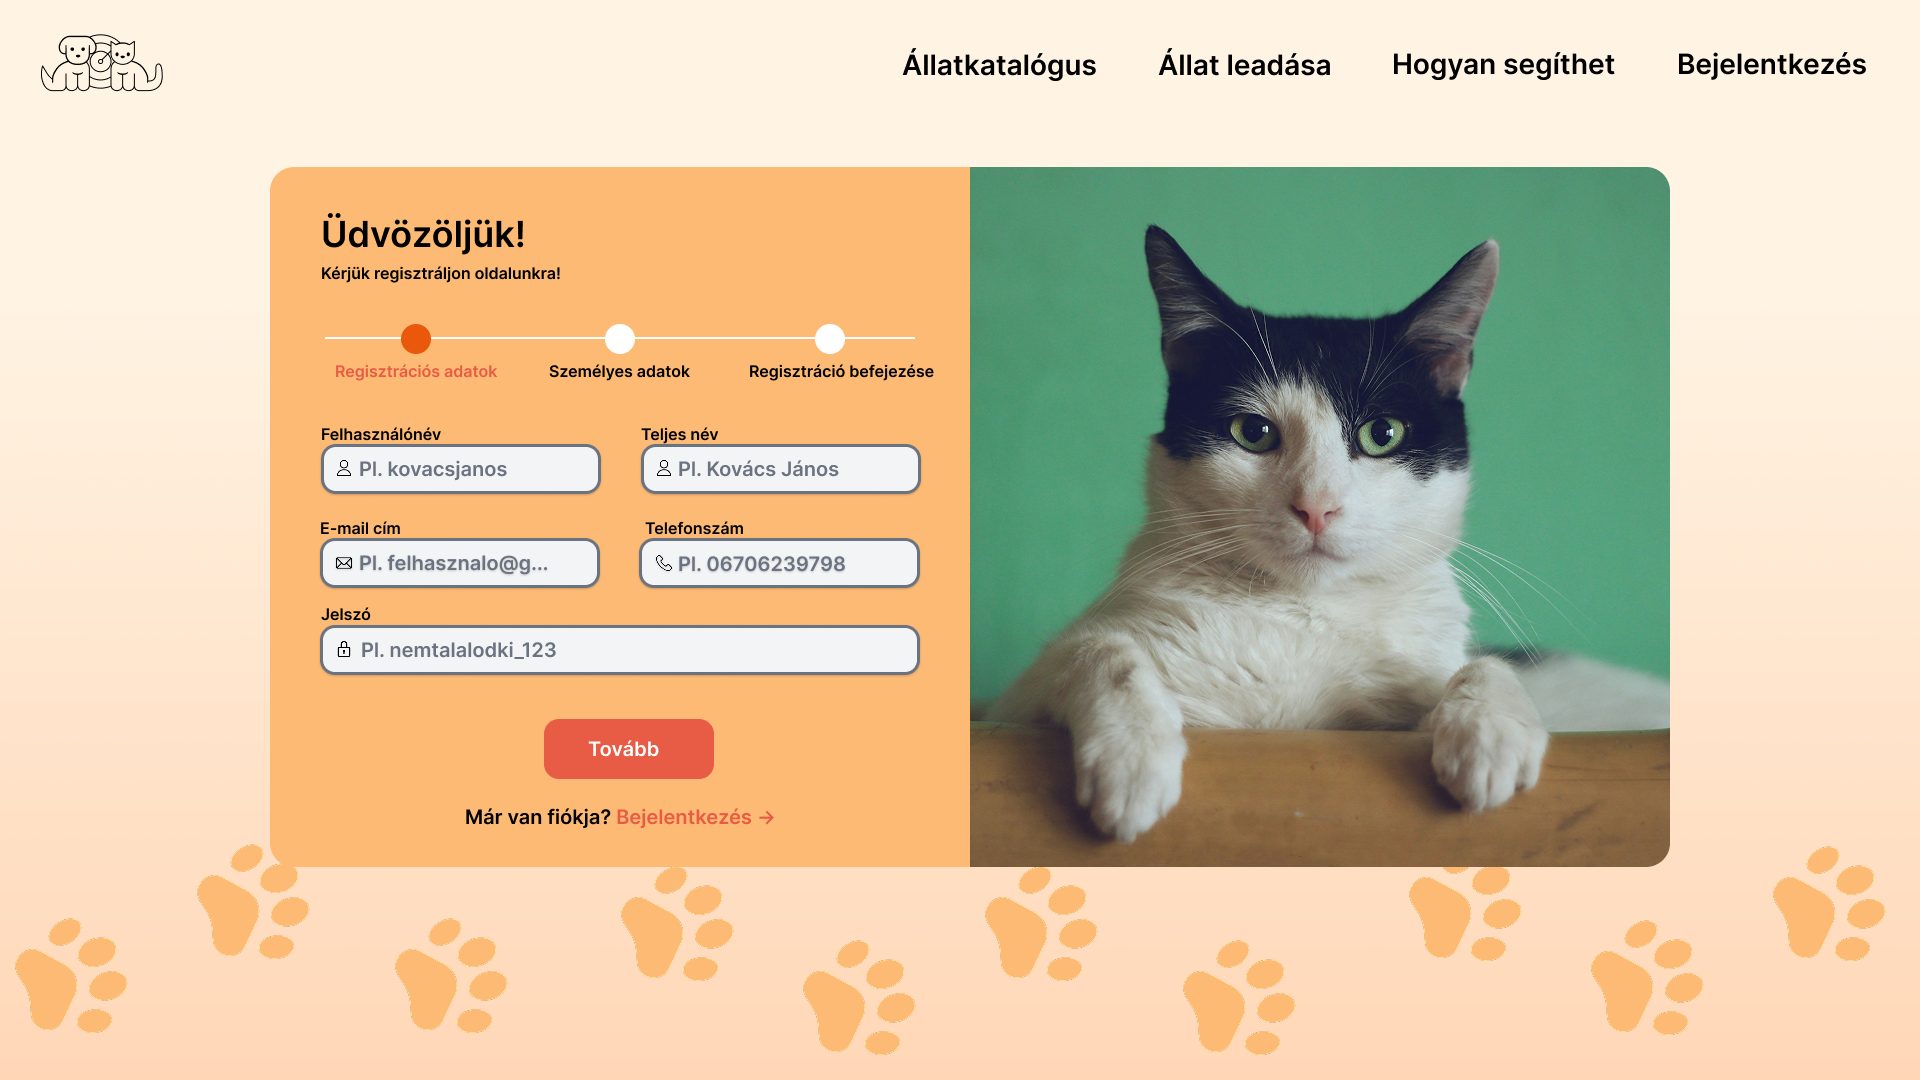 Állatkatalógus Állat leadása Hogyan segíthet Bejelentkezés
Üdvözöljük!
Kérjük regisztráljon oldalunkra!
Regisztrációs adatok Személyes adatok Regisztráció befejezése
Felhasználónév Teljes név
Pl. kovacsjanos Pl. Kovács János
E-mail cím Telefonszám
Pl. felhasznalo@g... Pl. 06706239798
Jelszó
Pl. nemtalalodki_123
Tovább
Már van fiókja? Bejelentkezés →